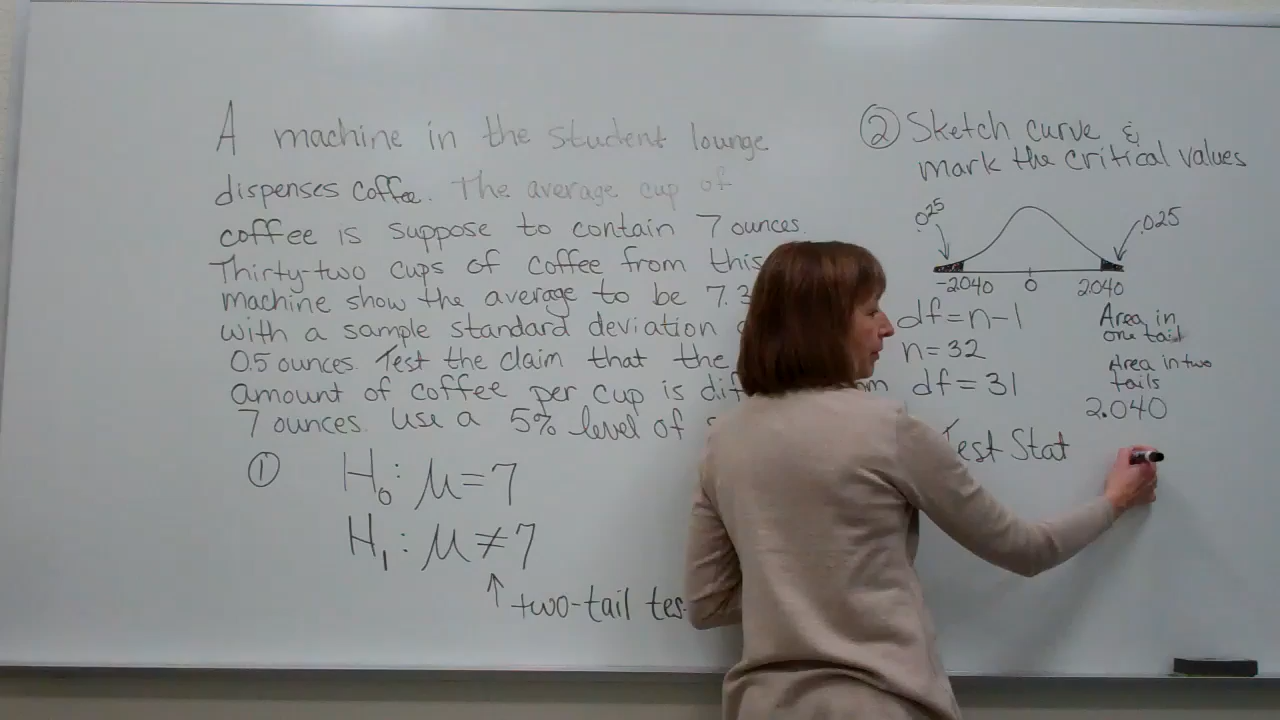 A machine in the student lounge
dispenses coffee. The average cup of
coffee is suppose to contain 7 ounces.
Thirty-two cups of coffee from this
machine show the average to be 7.3
with a sample standard deviation
0.5 ounces. Test the claim that the
amount of coffee per cup is
7 ounces. Use a 5% level of
① H₀: μ=7
H₁: μ≠7
↑ two-tail
② Sketch curve &
mark the critical values
.025 .025
-2.040 0 2.040
df=n-1
n=32
df=31
Area in
one tail
Area in two
tails
2.040
Test Stat